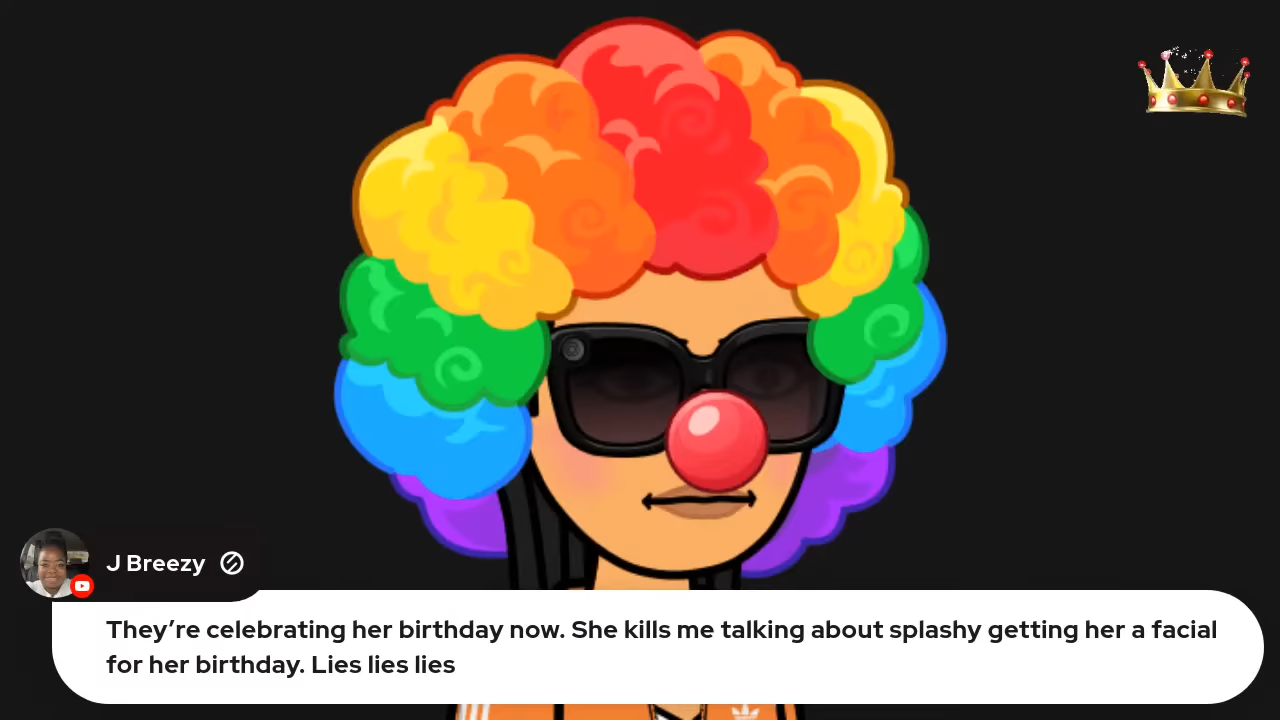 J Breezy
They’re celebrating her birthday now. She kills me talking about splashy getting her a facial
for her birthday. Lies lies lies